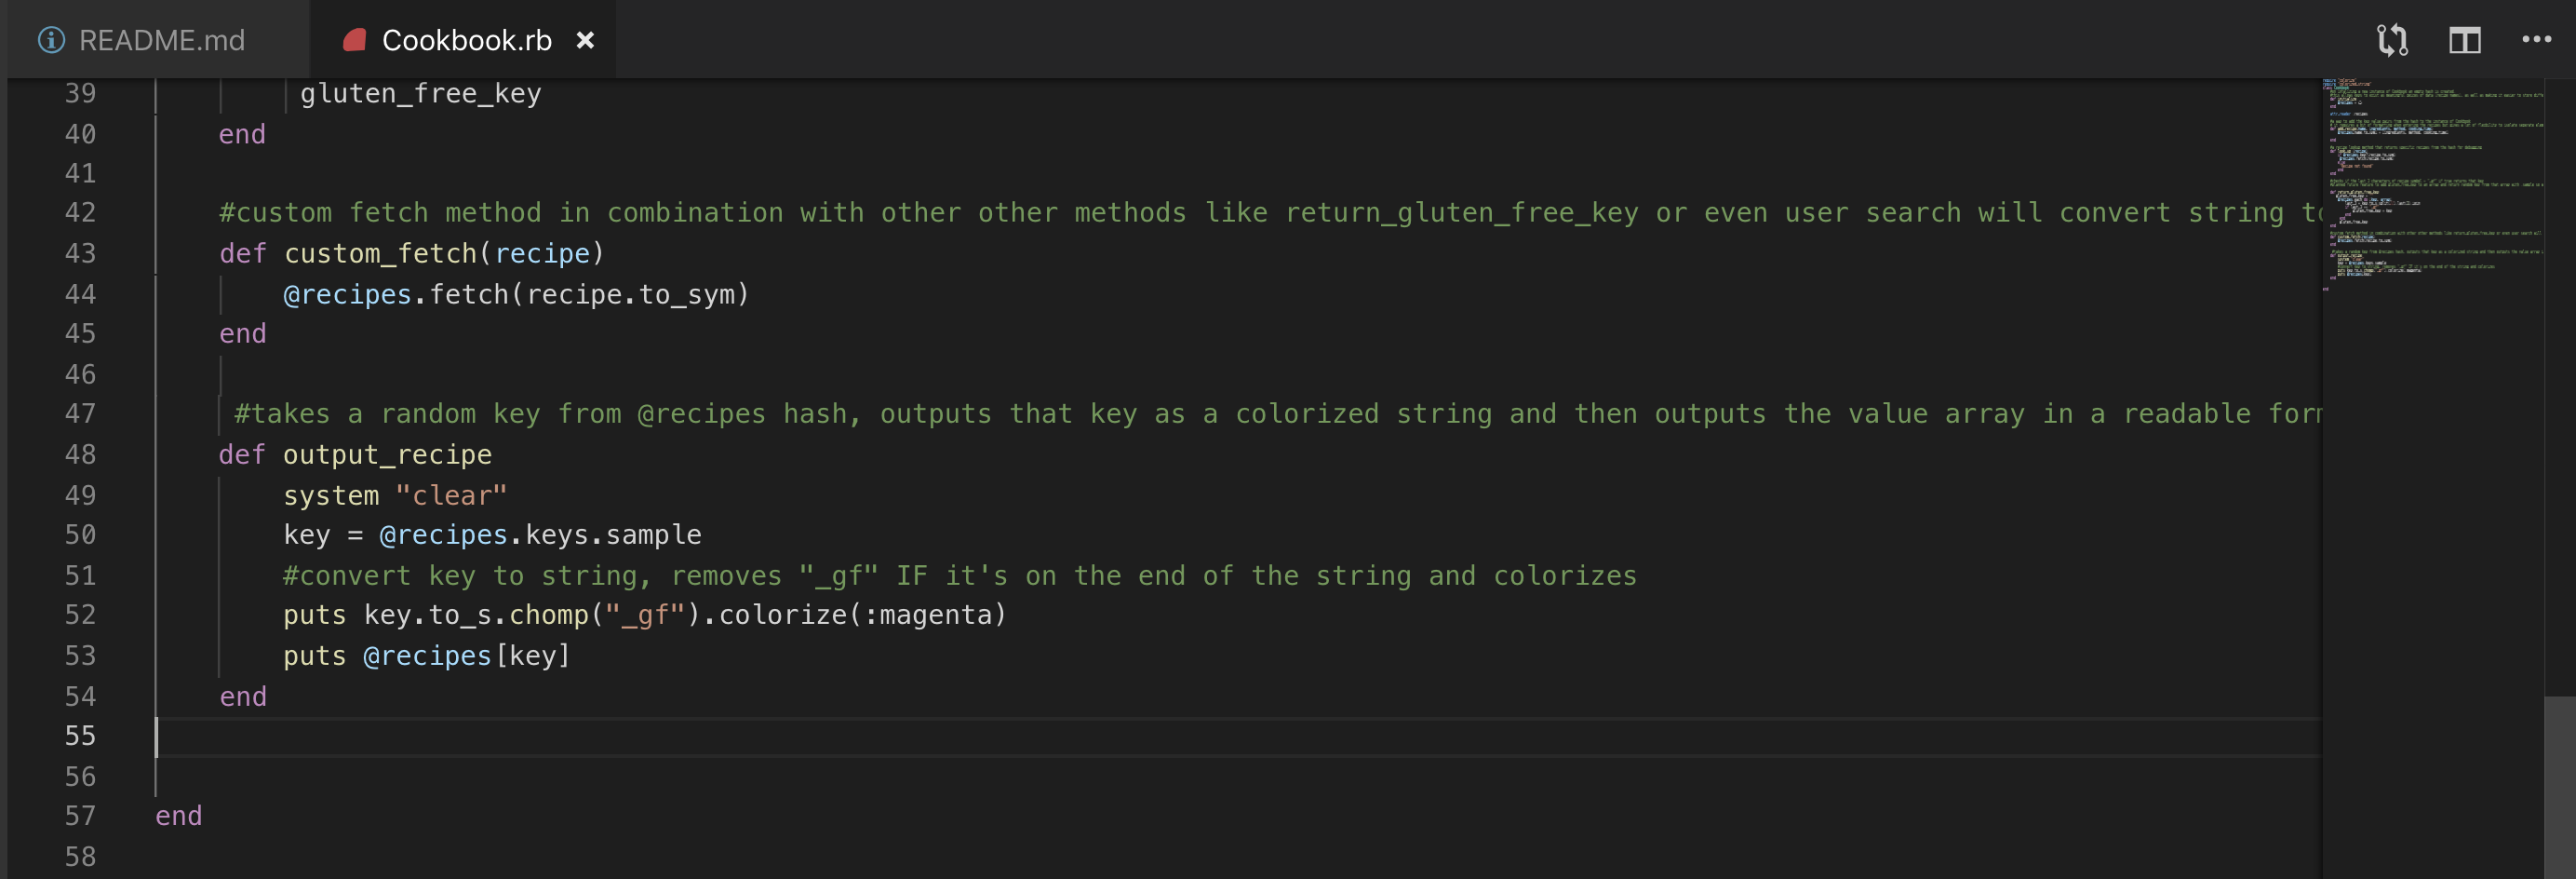 README.md
Cookbook.rb ×
39 gluten_free_key
40 end
41
42 #custom fetch method in combination with other other methods like return_gluten_free_key or even user search will convert string to
43 def custom_fetch(recipe)
44 @recipes.fetch(recipe.to_sym)
45 end
46
47 #takes a random key from @recipes hash, outputs that key as a colorized string and then outputs the value array in a readable form
48 def output_recipe
49 system "clear"
50 key = @recipes.keys.sample
51 #convert key to string, removes "_gf" IF it's on the end of the string and colorizes
52 puts key.to_s.chomp("_gf").colorize(:magenta)
53 puts @recipes[key]
54 end
55
56
57 end
58